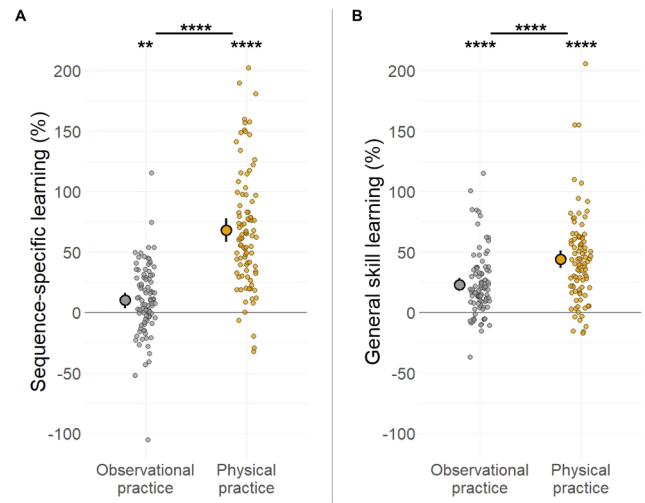 A
****
**
****
200
150
100
50
0
-50
-100
Sequence-specific learning (%)
Observational
practice
Physical
practice
B
****
****
****
200
150
100
50
0
-50
-100
General skill learning (%)
Observational
practice
Physical
practice